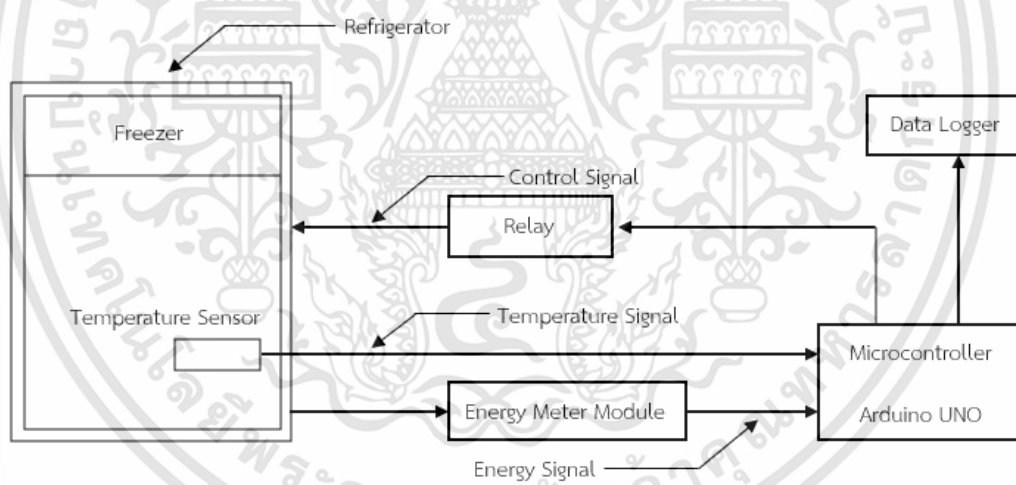 Refrigerator
Freezer
Data Logger
Control Signal
Relay
Temperature Sensor
Temperature Signal
Microcontroller
Arduino UNO
Energy Meter Module
Energy Signal